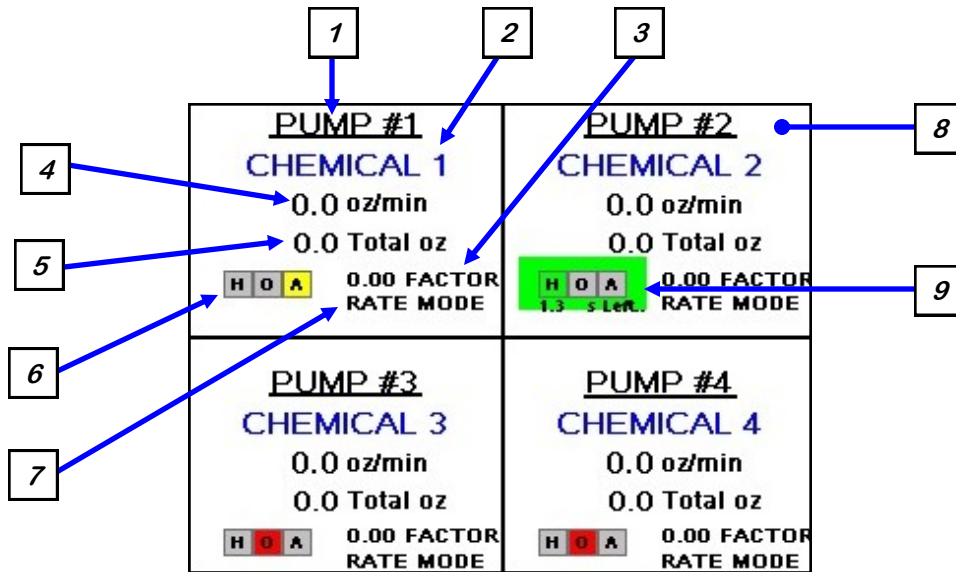 1 2 3
PUMP #1
CHEMICAL 1
0.0 oz/min
0.0 Total oz
H O A 0.00 FACTOR
RATE MODE
PUMP #2
CHEMICAL 2
0.0 oz/min
0.0 Total oz
H O A 0.00 FACTOR
1.3 s Left.. RATE MODE
4
5
6
7
8
9
PUMP #3
CHEMICAL 3
0.0 oz/min
0.0 Total oz
H O A 0.00 FACTOR
RATE MODE
PUMP #4
CHEMICAL 4
0.0 oz/min
0.0 Total oz
H O A 0.00 FACTOR
RATE MODE